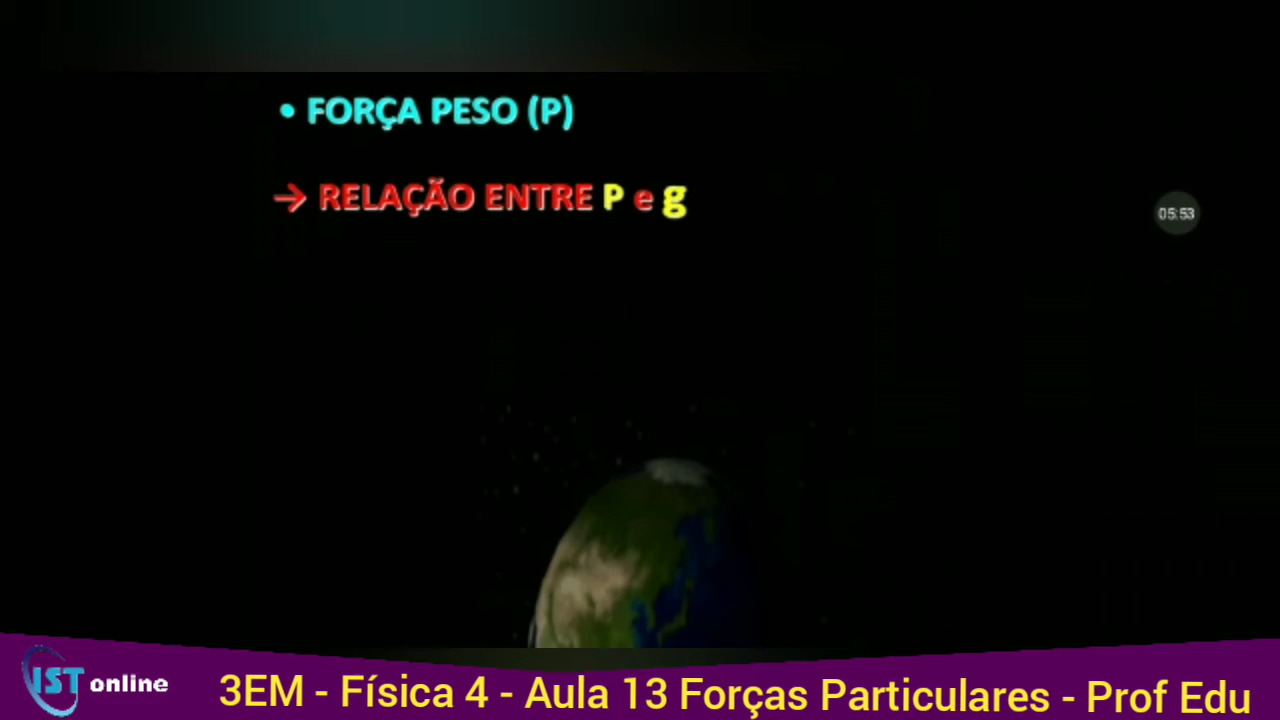 • FORÇA PESO (P)
→ RELAÇÃO ENTRE P e g
05:53
IST online
3EM - Física 4 - Aula 13 Forças Particulares - Prof Edu